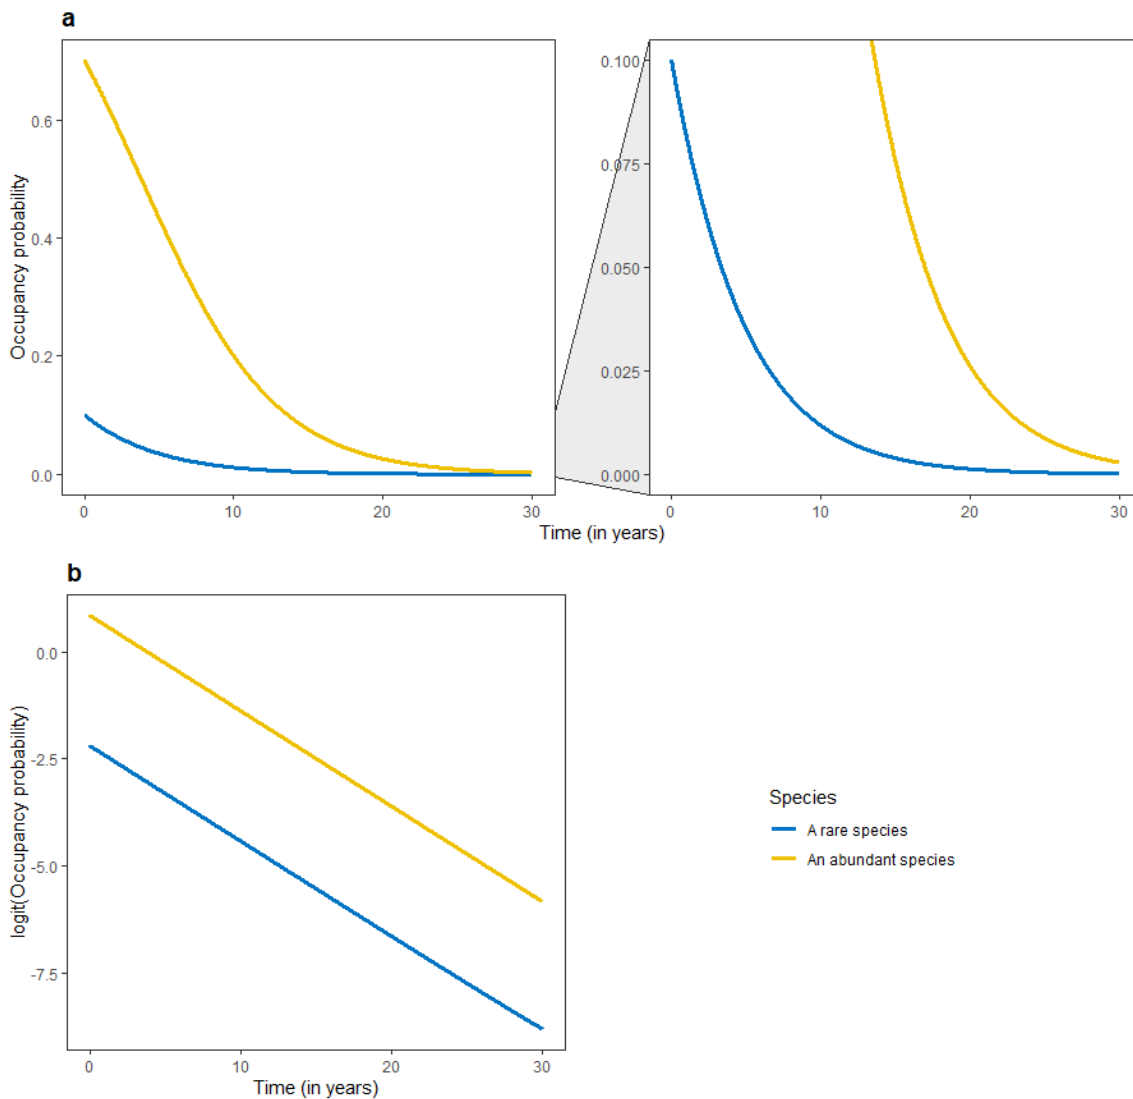 a
Occupancy probability
0.6
0.4
0.2
0.0
0 10 20 30
0.100
0.075
0.050
0.025
0.000
0 10 20 30
Time (in years)
b
logit(Occupancy probability)
0.0
-2.5
-5.0
-7.5
0 10 20 30
Time (in years)
Species
A rare species
An abundant species